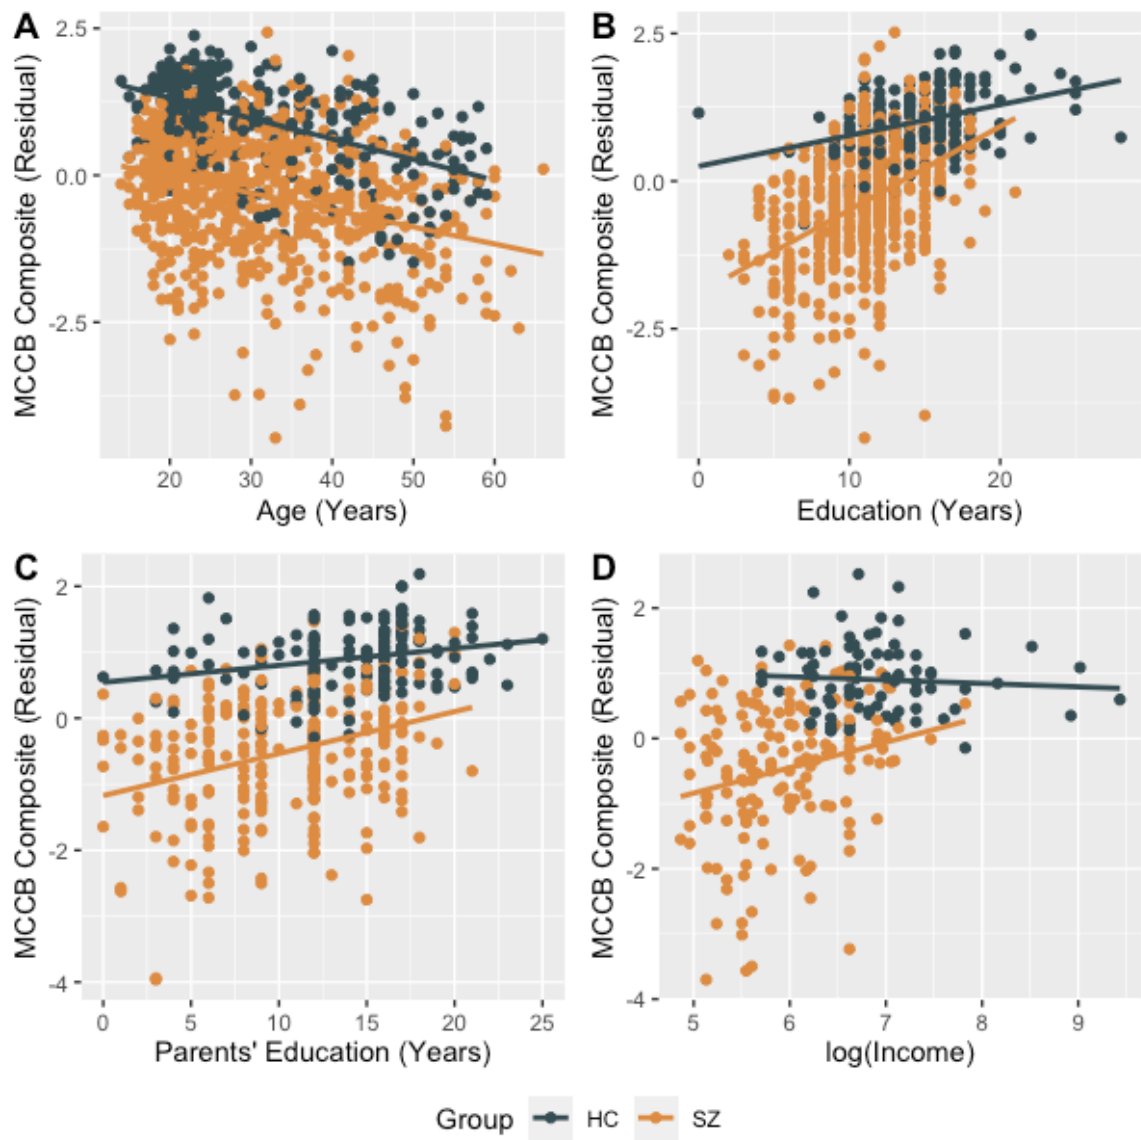 A
B
2.5
0.0
-2.5
MCCB Composite (Residual)
20 30 40 50 60
Age (Years)
2.5
0.0
-2.5
MCCB Composite (Residual)
0 10 20
Education (Years)
C
D
2
0
-2
-4
MCCB Composite (Residual)
0 5 10 15 20 25
Parents' Education (Years)
2
0
-2
-4
MCCB Composite (Residual)
5 6 7 8 9
log(Income)
Group HC SZ